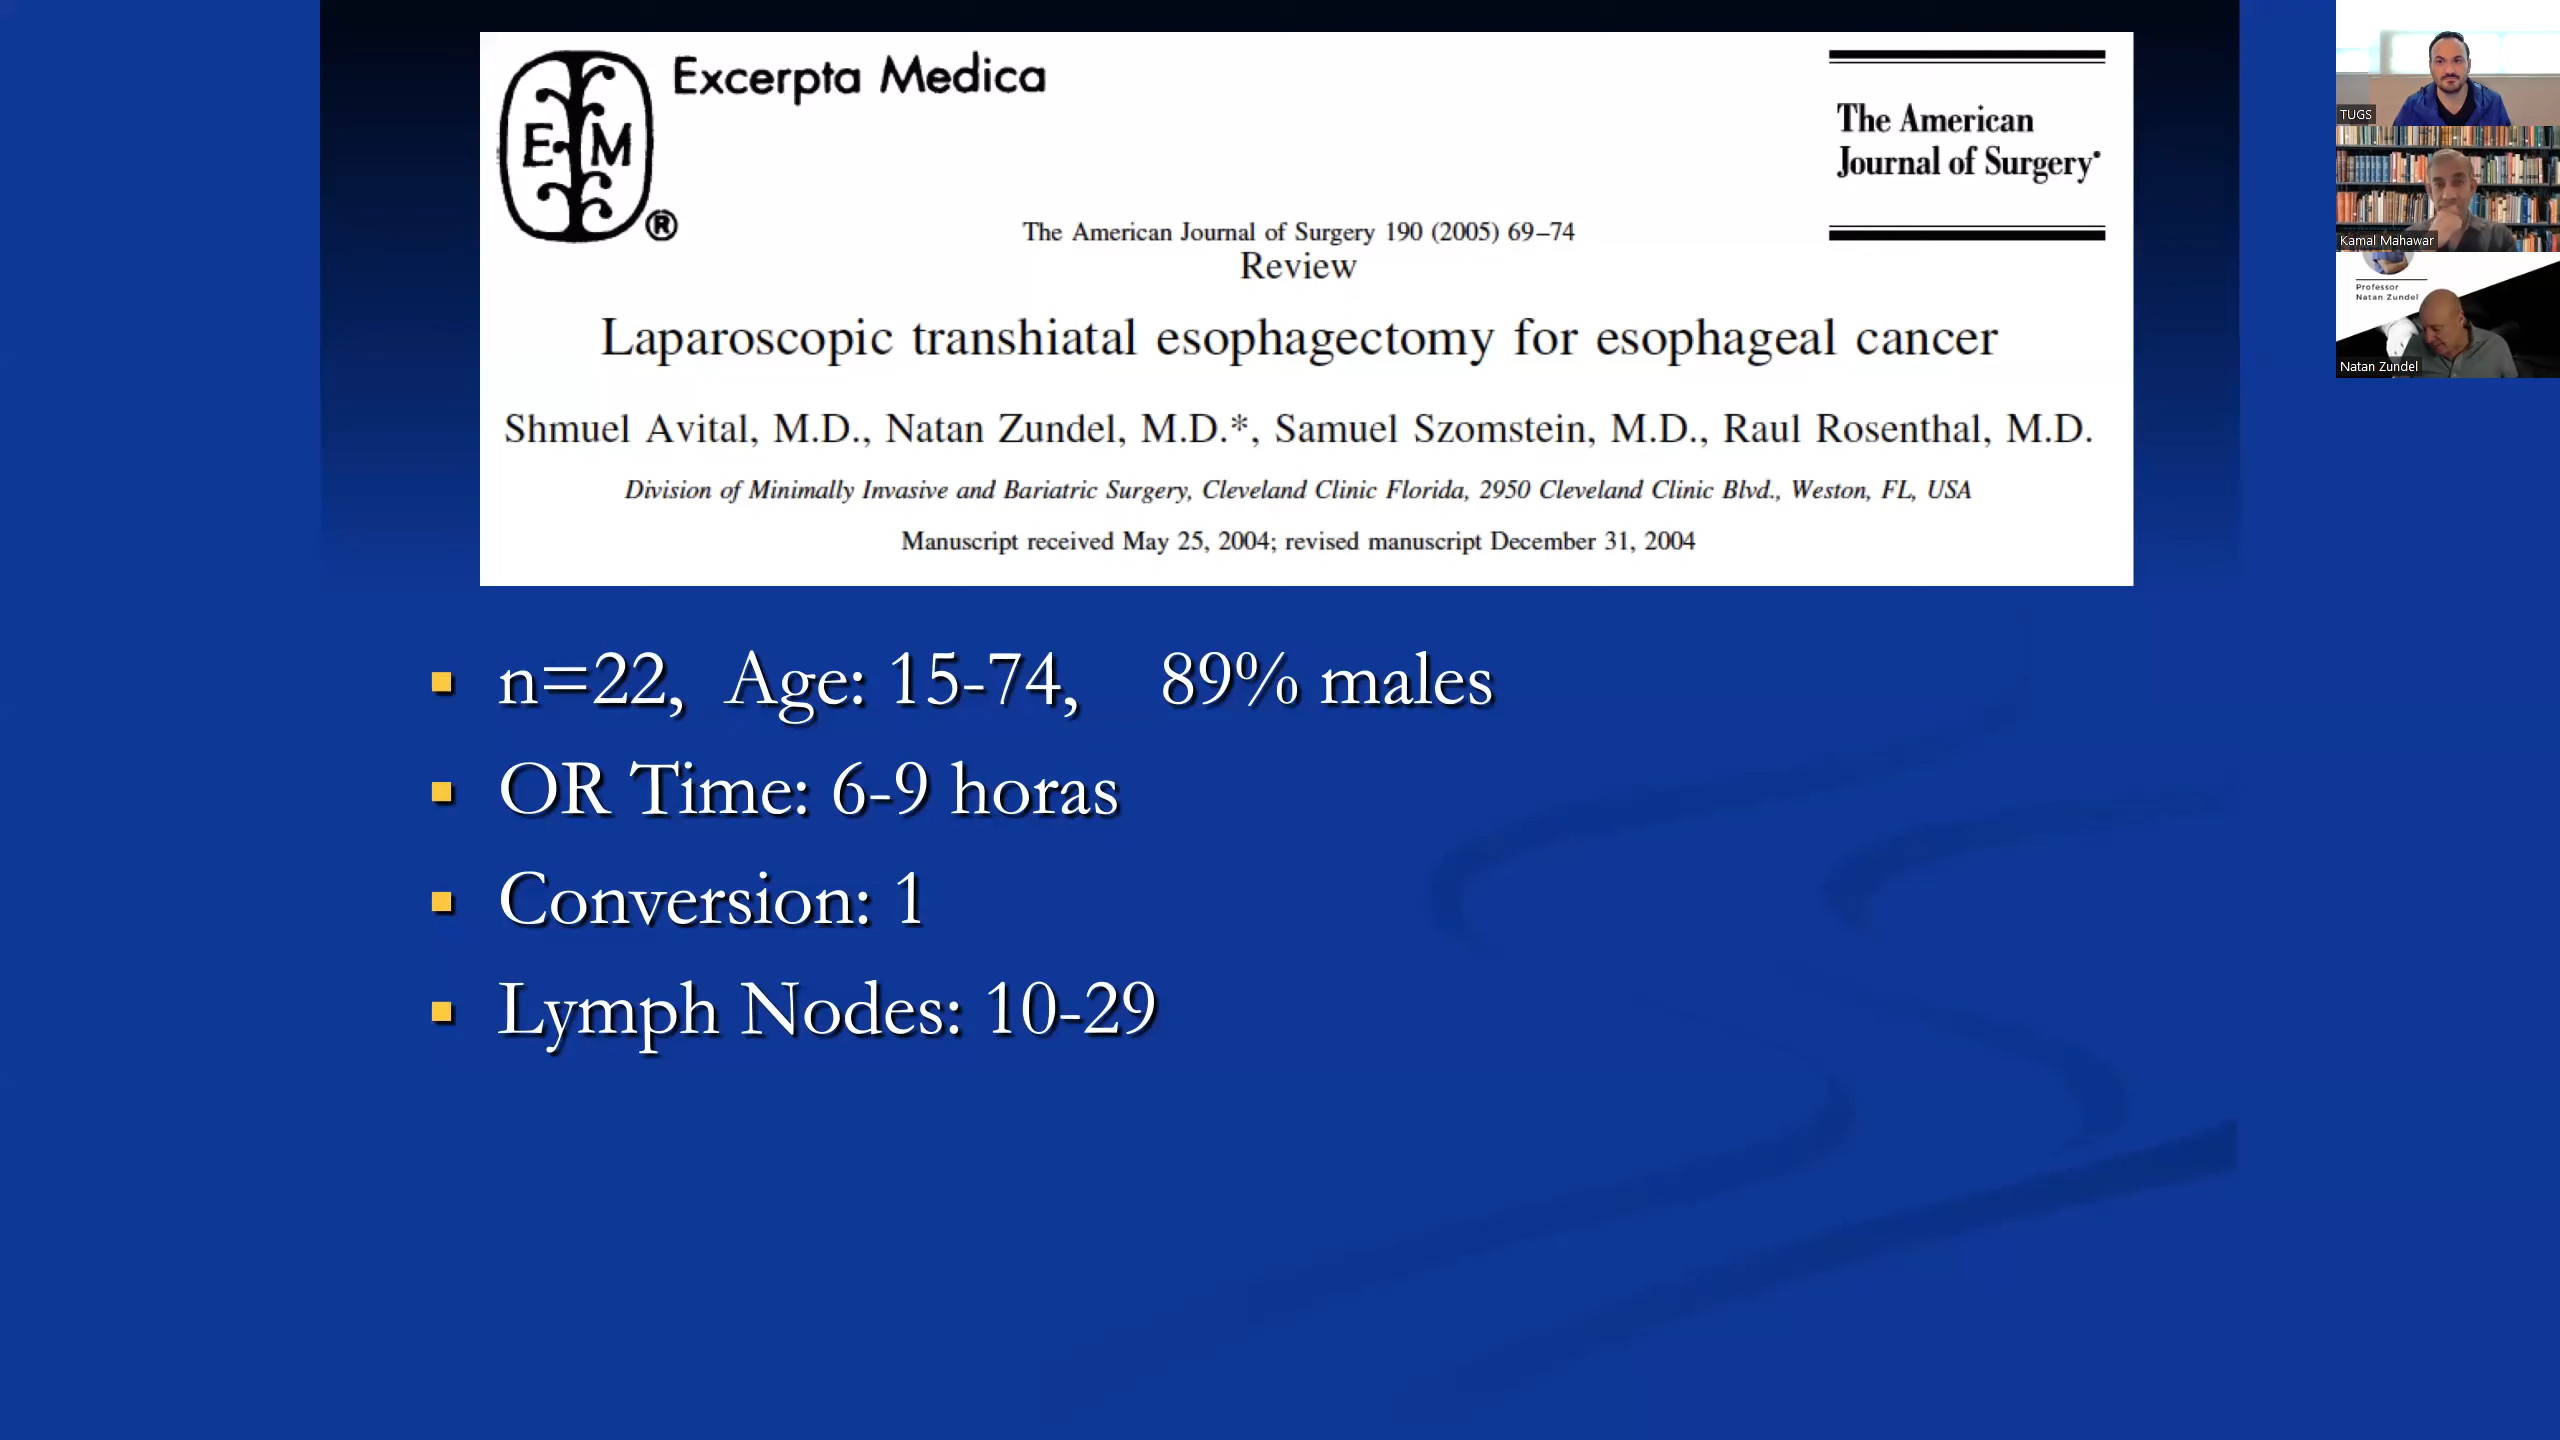 Excerpta Medica
E M
®
The American
Journal of Surgery
The American Journal of Surgery 190 (2005) 69–74
Review
Laparoscopic transhiatal esophagectomy for esophageal cancer
Shmuel Avital, M.D., Natan Zundel, M.D.*, Samuel Szomstein, M.D., Raul Rosenthal, M.D.
Division of Minimally Invasive and Bariatric Surgery, Cleveland Clinic Florida, 2950 Cleveland Clinic Blvd., Weston, FL, USA
Manuscript received May 25, 2004; revised manuscript December 31, 2004
n=22, Age: 15-74, 89% males
OR Time: 6-9 horas
Conversion: 1
Lymph Nodes: 10-29
TUGS
Kamal Mahawar
Professor
Natan Zundel
Natan Zundel